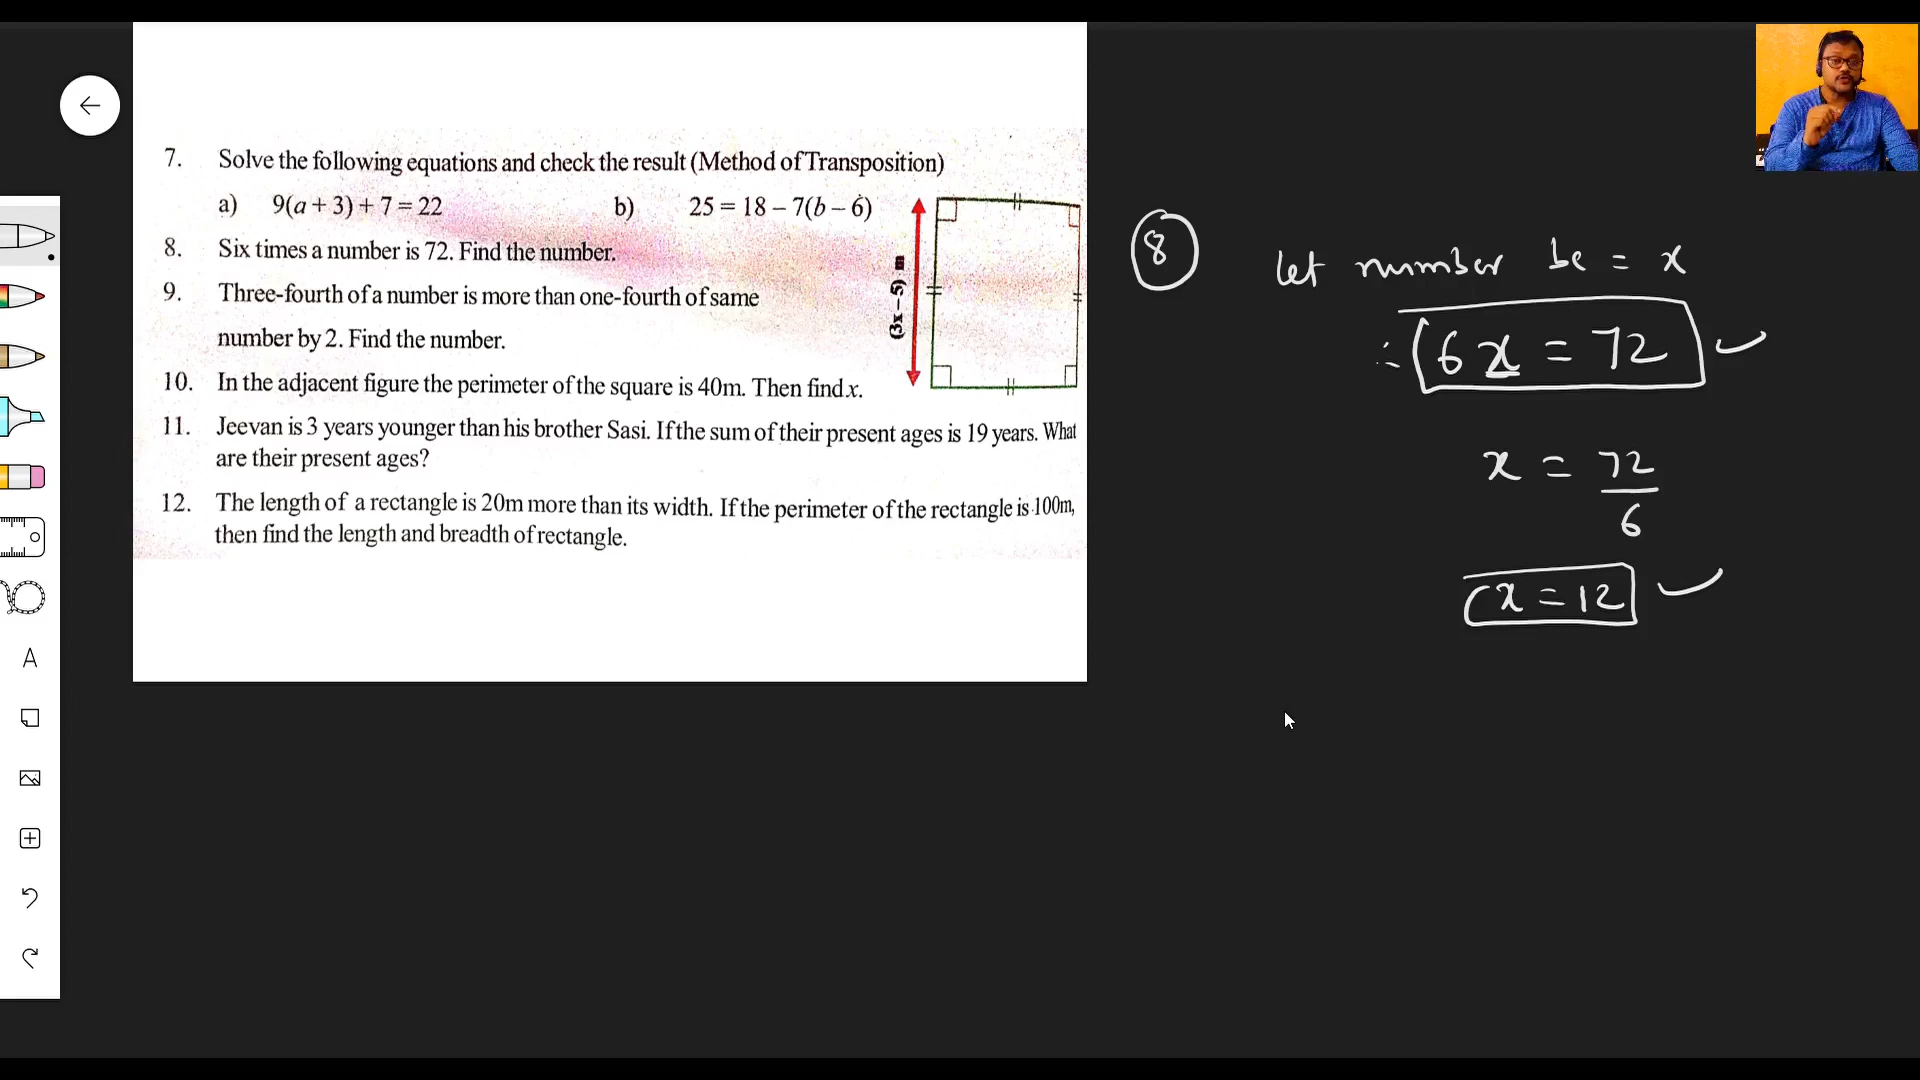 7. Solve the following equations and check the result (Method of Transposition)
a) 9(a + 3) + 7 = 22 b) 25 = 18 – 7(b – 6)
8. Six times a number is 72. Find the number.
9. Three-fourth of a number is more than one-fourth of same
number by 2. Find the number.
(3x – 5) m
10. In the adjacent figure the perimeter of the square is 40m. Then find x.
11. Jeevan is 3 years younger than his brother Sasi. If the sum of their present ages is 19 years. What
are their present ages?
12. The length of a rectangle is 20m more than its width. If the perimeter of the rectangle is 100m,
then find the length and breadth of rectangle.
8 let number be = x
∴ 6x = 72
x = 72/6
x = 12
A